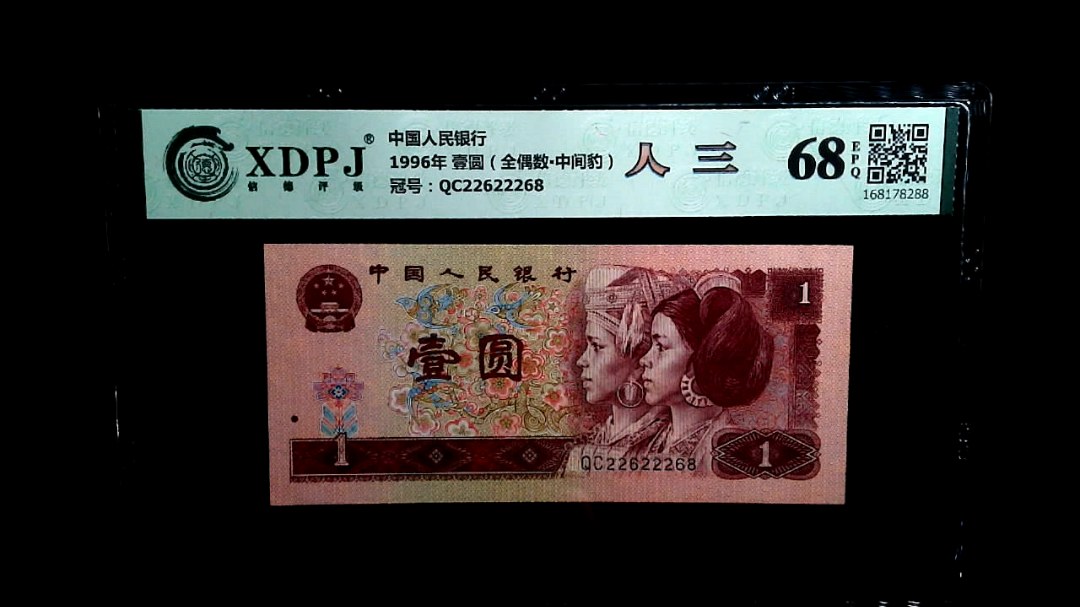 XDPJ®
信德评级
中国人民银行
1996年 壹圆（全偶数·中间豹）
冠号：QC22622268
人 三
68
EPQ
168178288
中国人民银行
1
壹圆
1
QC22622268
1